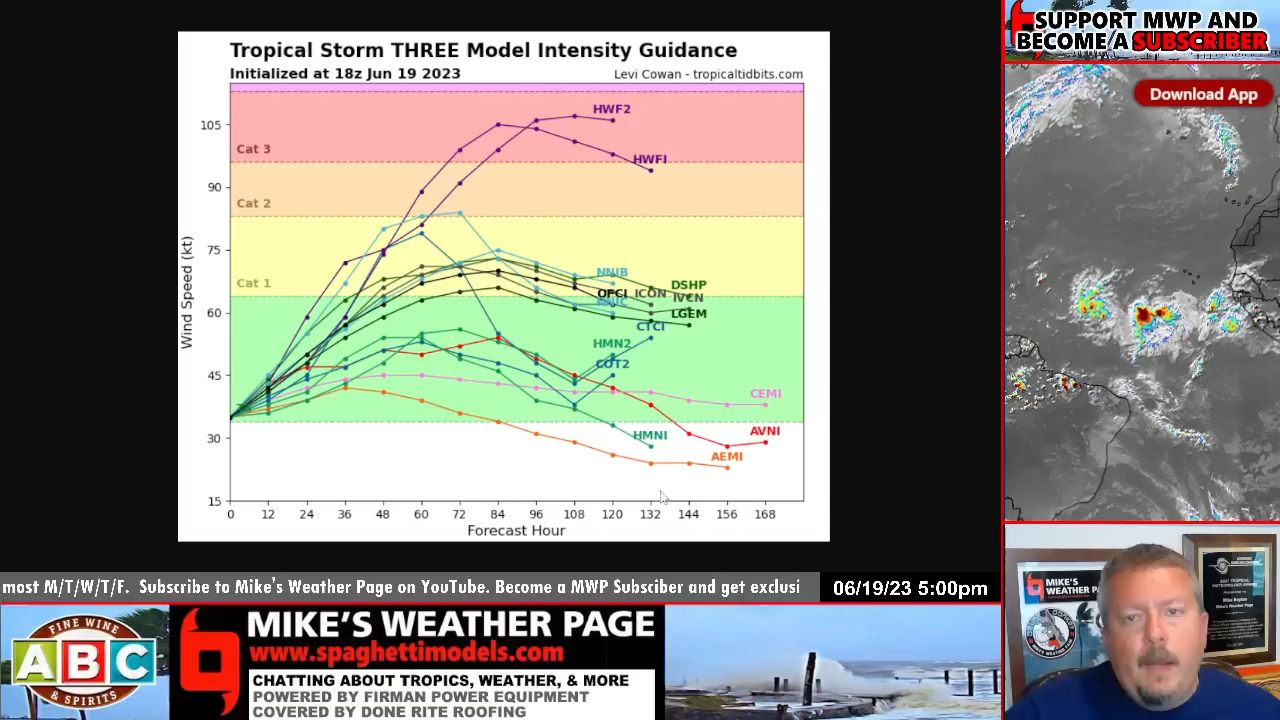 Tropical Storm THREE Model Intensity Guidance
Initialized at 18z Jun 19 2023
Levi Cowan - tropicaltidbits.com
Wind Speed (kt)
105
90
75
60
45
30
15
Cat 3
Cat 2
Cat 1
HWF2
HWFI
NNIB
OFCI
ICON
DSHP
IVCN
LGEM
CTCI
HMN2
COT2
CEMI
AVNI
HMNI
AEMI
0 12 24 36 48 60 72 84 96 108 120 132 144 156 168
Forecast Hour
SUPPORT MWP AND
BECOME A SUBSCRIBER
Download App
most M/T/W/T/F. Subscribe to Mike's Weather Page on YouTube. Become a MWP Subsciber and get exclusi
06/19/23 5:00pm
FINE WINE
ABC
& SPIRITS
MIKE'S WEATHER PAGE
www.spaghettimodels.com
CHATTING ABOUT TROPICS, WEATHER, & MORE
POWERED BY FIRMAN POWER EQUIPMENT
COVERED BY DONE RITE ROOFING
MIKE'S
WEATHER PA